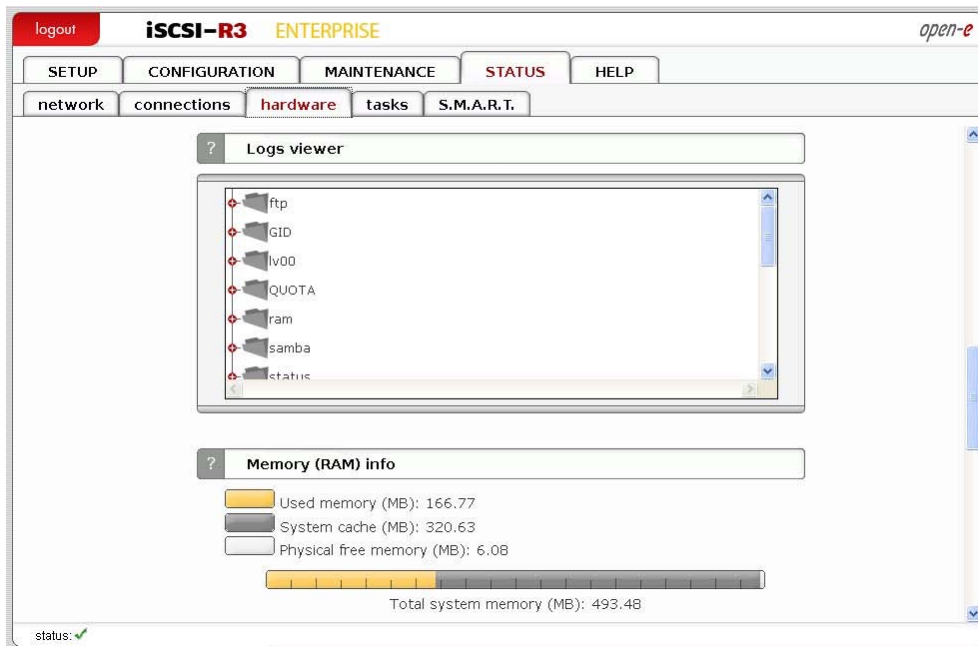 logout iSCSI-R3 ENTERPRISE open-e
SETUP CONFIGURATION MAINTENANCE STATUS HELP
network connections hardware tasks S.M.A.R.T.
? Logs viewer
ftp
GID
lv00
QUOTA
ram
samba
status
? Memory (RAM) info
Used memory (MB): 166.77
System cache (MB): 320.63
Physical free memory (MB): 6.08
Total system memory (MB): 493.48
status: